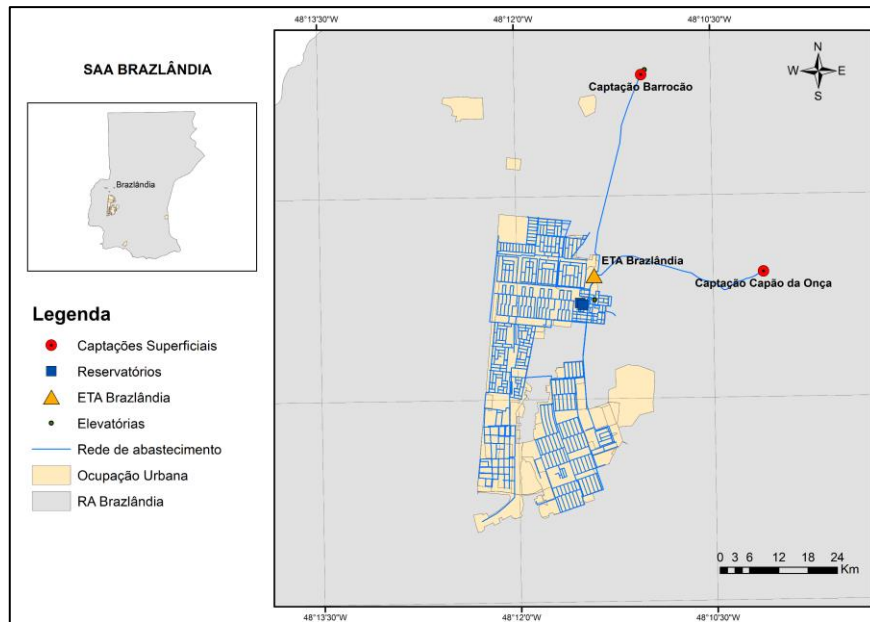 48°13'30"W 48°12'0"W 48°10'30"W
SAA BRAZLÂNDIA
Brazlândia
N
W E
S
Captação Barrocão
ETA Brazlândia
Captação Capão da Onça
Legenda
Captações Superficiais
Reservatórios
ETA Brazlândia
Elevatórias
Rede de abastecimento
Ocupação Urbana
RA Brazlândia
0 3 6 12 18 24
Km
48°13'30"W 48°12'0"W 48°10'30"W